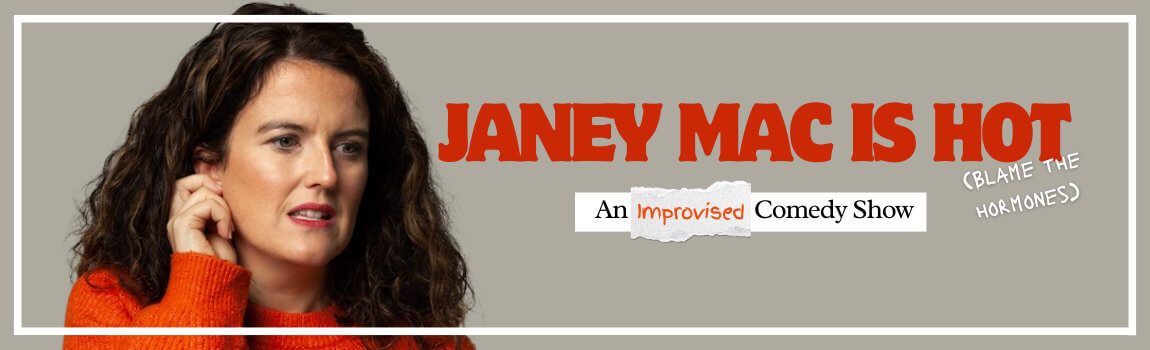 JANEY MAC IS HOT
(BLAME THE
HORMONES)
An Improvised Comedy Show